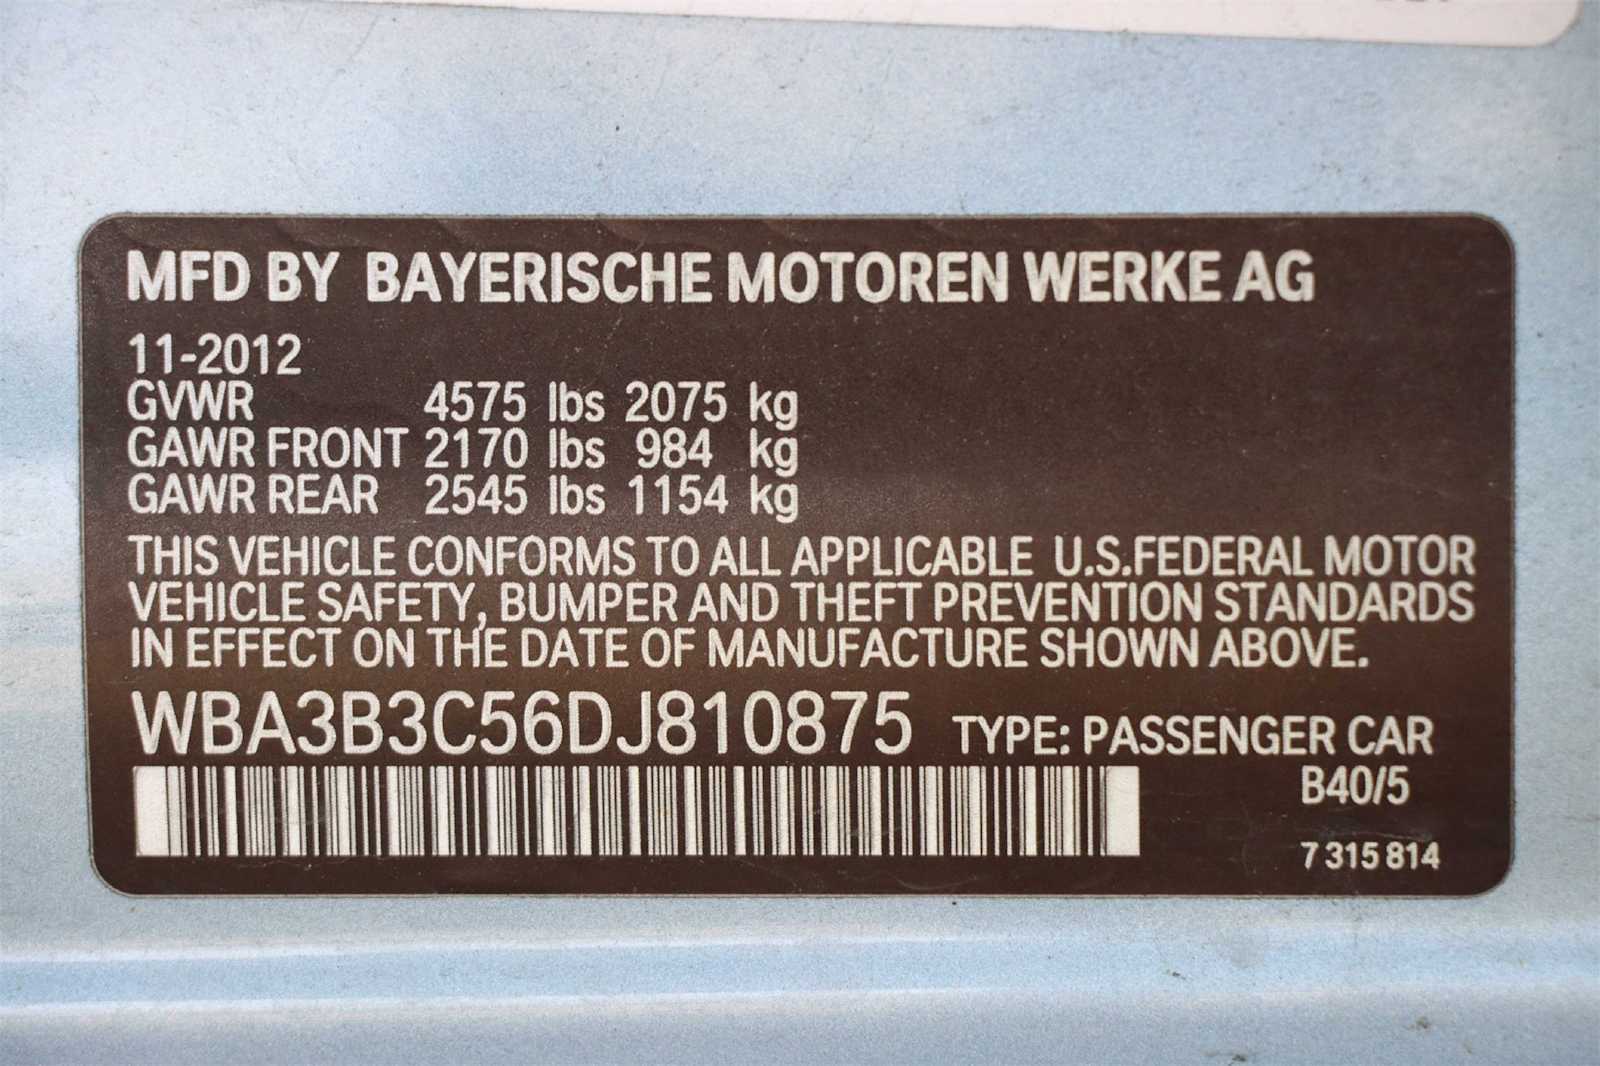 MFD BY BAYERISCHE MOTOREN WERKE AG
11-2012
GVWR 4575 lbs 2075 kg
GAWR FRONT 2170 lbs 984 kg
GAWR REAR 2545 lbs 1154 kg
THIS VEHICLE CONFORMS TO ALL APPLICABLE U.S.FEDERAL MOTOR
VEHICLE SAFETY, BUMPER AND THEFT PREVENTION STANDARDS
IN EFFECT ON THE DATE OF MANUFACTURE SHOWN ABOVE.
WBA3B3C56DJ810875 TYPE: PASSENGER CAR
B40/5
7 315 814